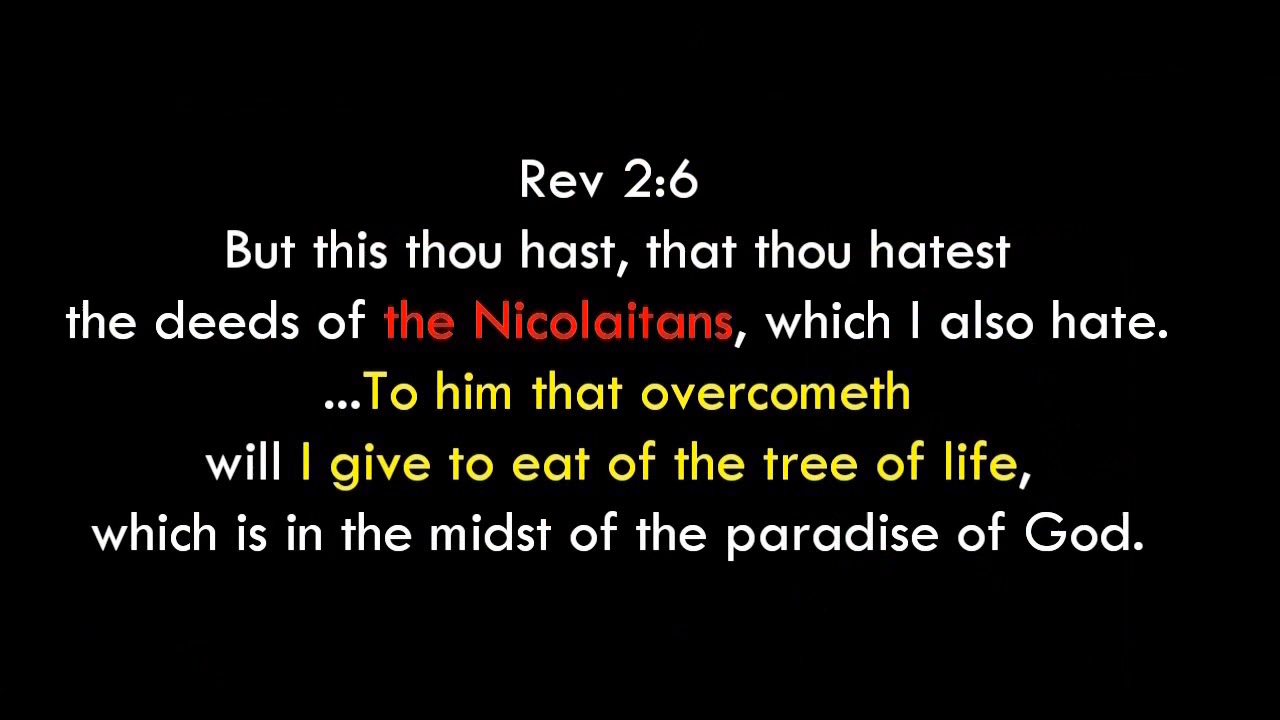 Rev 2:6
But this thou hast, that thou hatest
the deeds of the Nicolaitans, which I also hate.
...To him that overcometh
will I give to eat of the tree of life,
which is in the midst of the paradise of God.